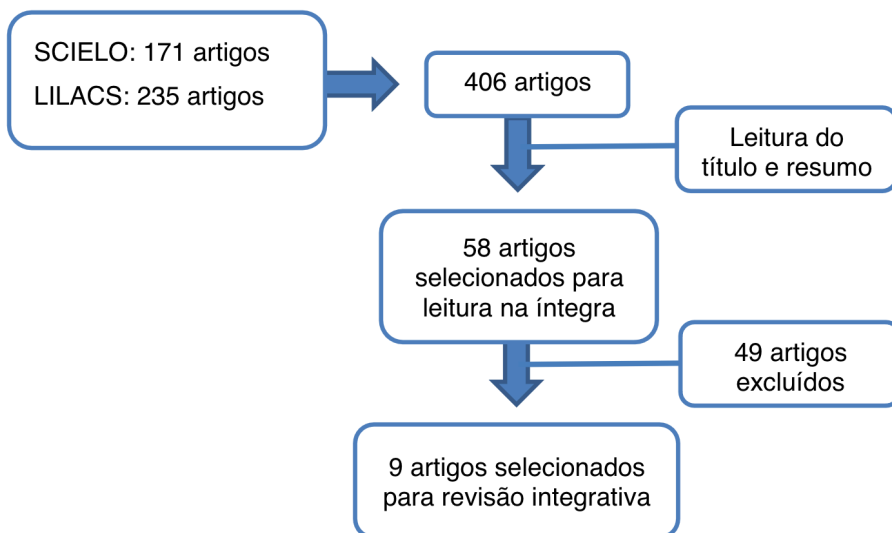 SCIELO: 171 artigos
LILACS: 235 artigos
406 artigos
Leitura do
título e resumo
58 artigos
selecionados para
leitura na íntegra
49 artigos
excluídos
9 artigos selecionados
para revisão integrativa